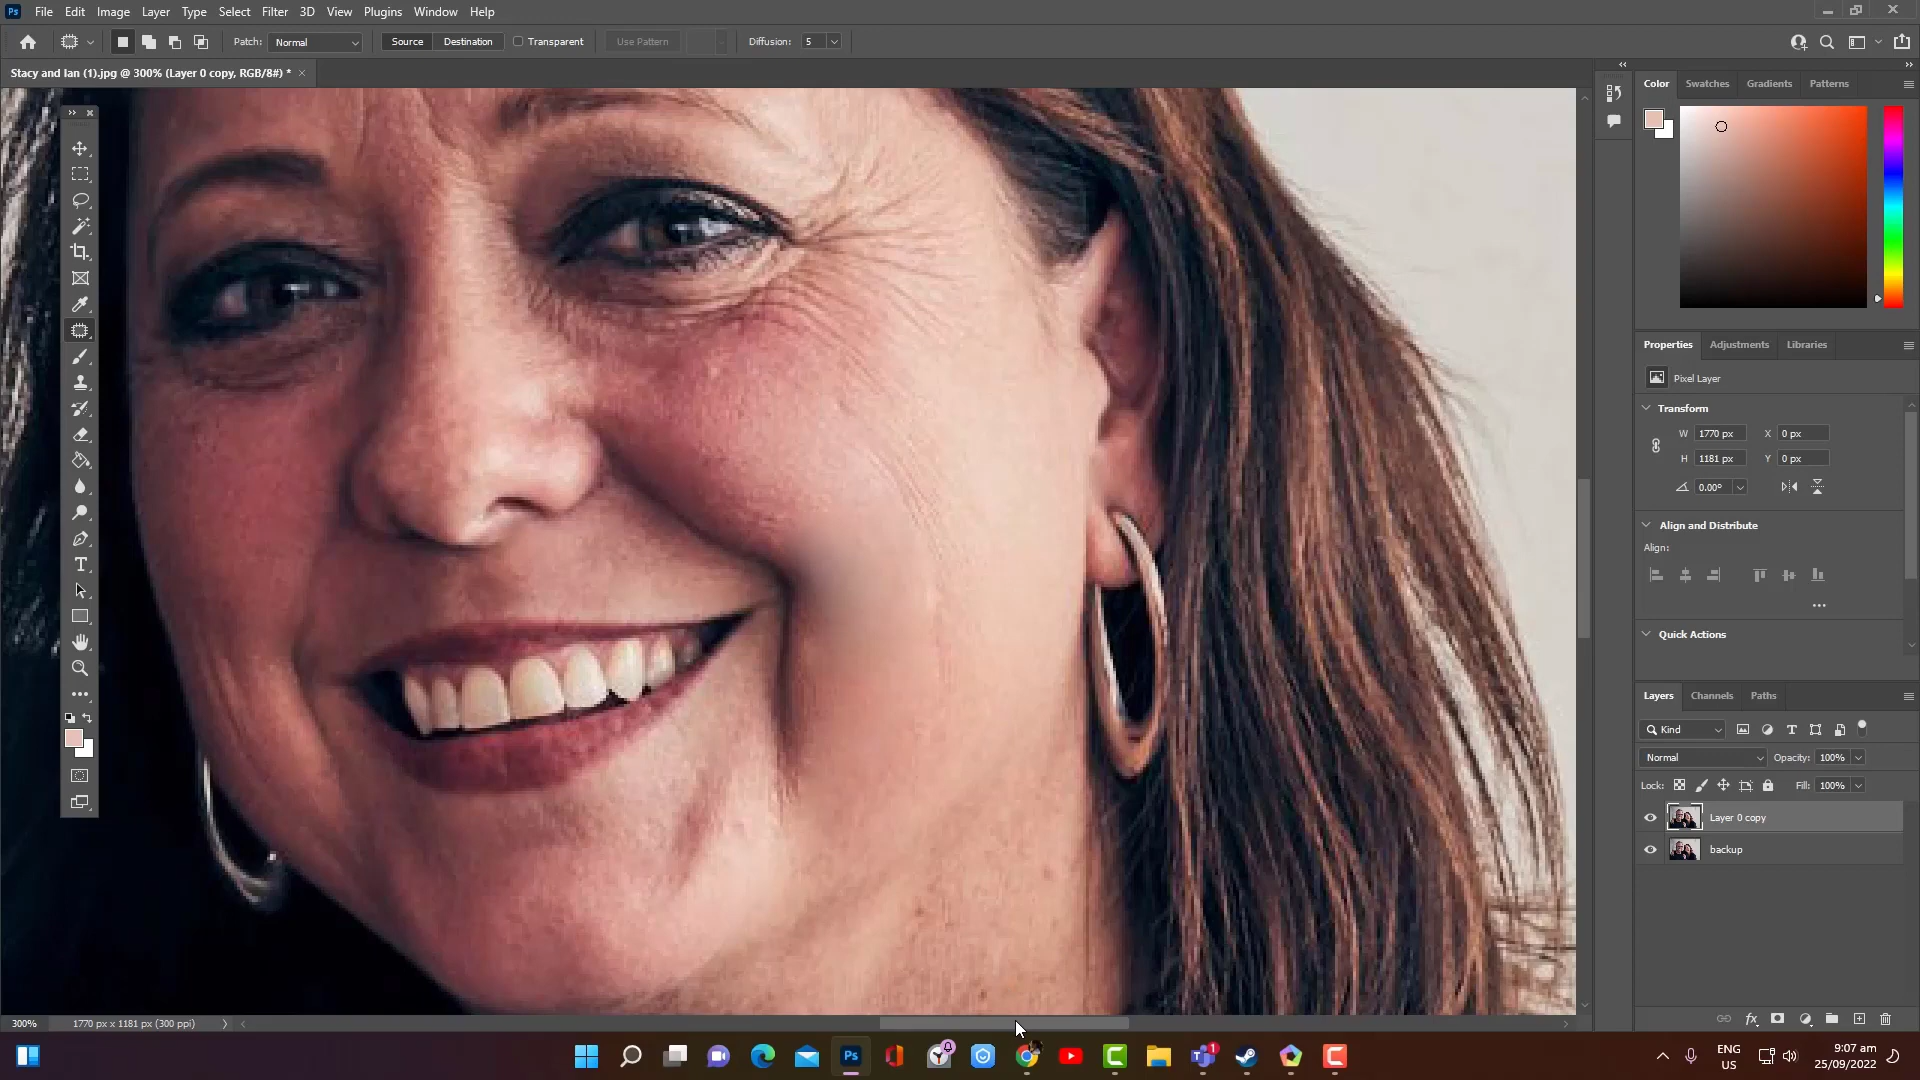 Ps File Edit Image Layer Type Select Filter 3D View Plugins Window Help
Patch: Normal Source Destination Transparent Use Pattern Diffusion: 5
Stacy and Ian (1).jpg @ 300% (Layer 0 copy, RGB/8#) *
Color Swatches Gradients Patterns
Properties Adjustments Libraries
Pixel Layer
Transform
W 1770 px X 0 px
H 1181 px Y 0 px
0.00°
Align and Distribute
Align:
Quick Actions
Layers Channels Paths
Kind
Normal Opacity: 100%
Lock: Fill: 100%
Layer 0 copy
backup
300% 1770 px x 1181 px (300 ppi)
Ps
1
ENG
US
9:07 am
25/09/2022